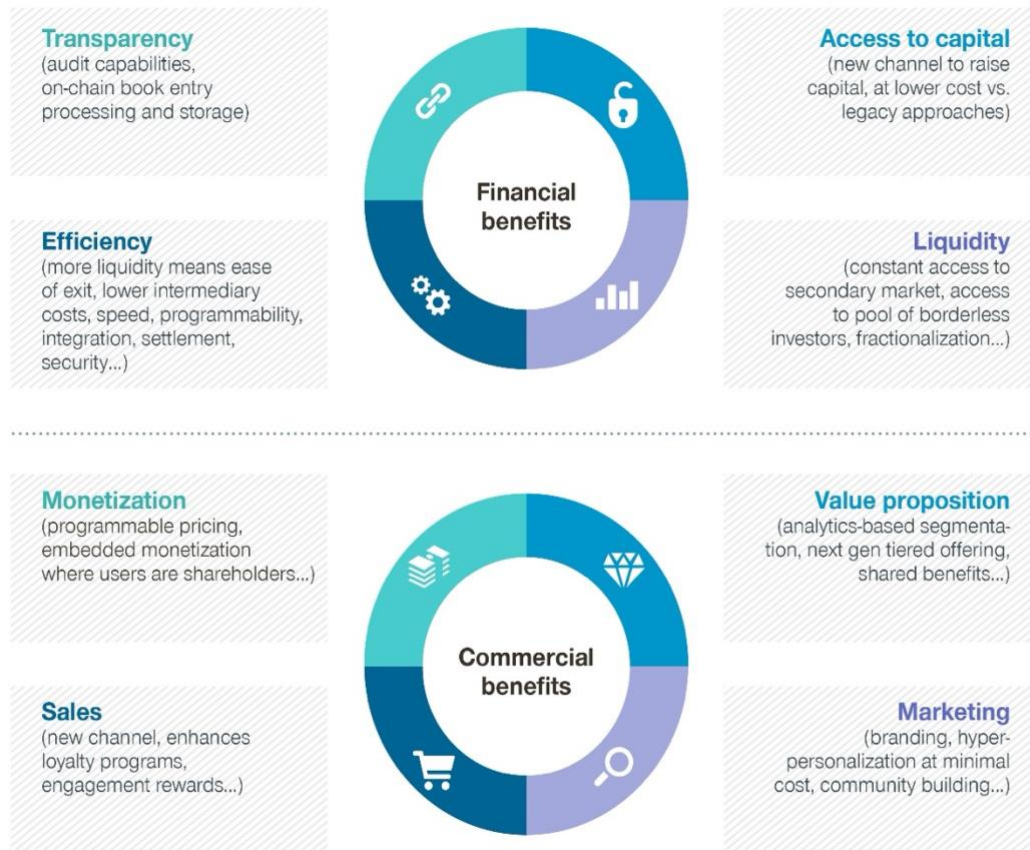 Transparency
(audit capabilities,
on-chain book entry
processing and storage)
Access to capital
(new channel to raise
capital, at lower cost vs.
legacy approaches)
Financial
benefits
Efficiency
(more liquidity means ease
of exit, lower intermediary
costs, speed, programmability,
integration, settlement,
security...)
Liquidity
(constant access to
secondary market, access
to pool of borderless
investors, fractionalization...)
Monetization
(programmable pricing,
embedded monetization
where users are shareholders...)
Value proposition
(analytics-based segmenta-
tion, next gen tiered offering,
shared benefits...)
Commercial
benefits
Sales
(new channel, enhances
loyalty programs,
engagement rewards...)
Marketing
(branding, hyper-
personalization at minimal
cost, community building...)